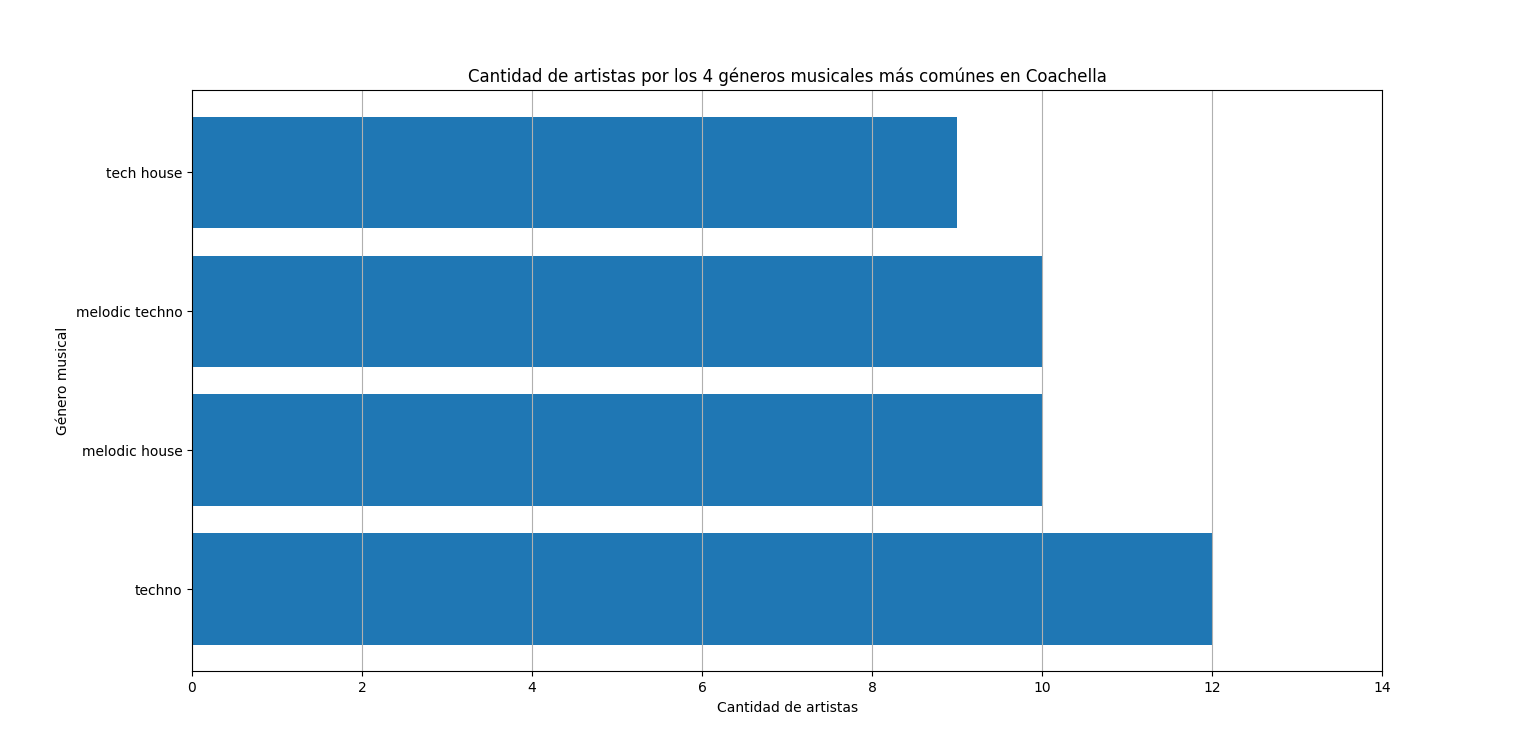 Cantidad de artistas por los 4 géneros musicales más comúnes en Coachella
tech house
melodic techno
Género musical
melodic house
techno
0 2 4 6 8 10 12 14
Cantidad de artistas